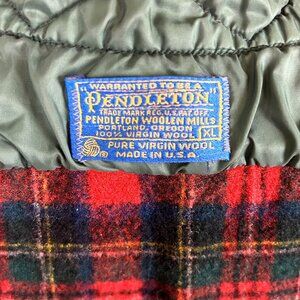 "WARRANTED TO BE A
"PENDLETON"
TRADE MARK REG. U.S. PAT. OFF.
PENDLETON WOOLEN MILLS
PORTLAND, OREGON
100% VIRGIN WOOL XL
PURE VIRGIN WOOL
MADE IN U.S.A.